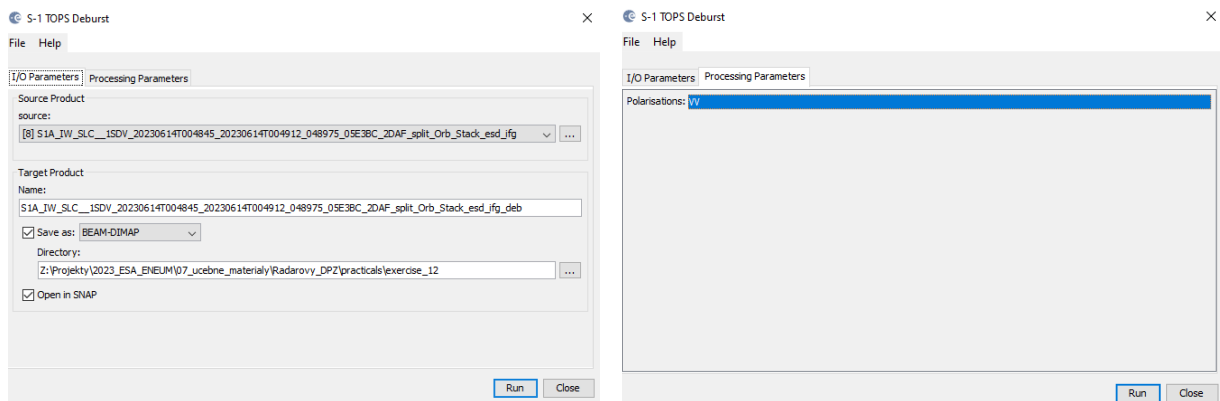 S-1 TOPS Deburst
File Help
I/O Parameters Processing Parameters
Source Product
source:
[8] S1A_IW_SLC__1SDV_20230614T004845_20230614T004912_048975_05E3BC_2DAF_split_Orb_Stack_esd_ifg ...
Target Product
Name:
S1A_IW_SLC__1SDV_20230614T004845_20230614T004912_048975_05E3BC_2DAF_split_Orb_Stack_esd_ifg_deb
Save as: BEAM-DIMAP
Directory:
Z:\Projekty\2023_ESA_ENEUM\07_ucebne_materialy\Radarovy_DPZ\practicals\exercise_12 ...
Open in SNAP
Run Close
S-1 TOPS Deburst
File Help
I/O Parameters Processing Parameters
Polarisations: VV
Run Close